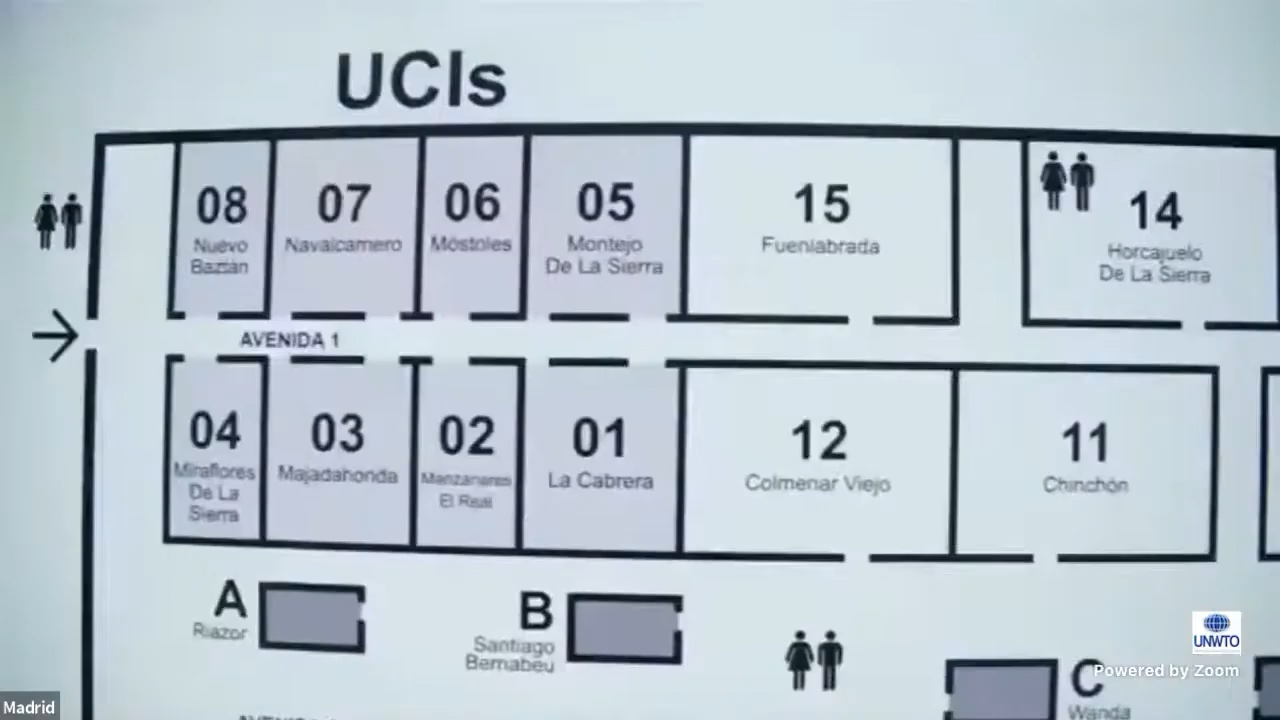 UCIs
08
Nuevo
Baztán
07
Navalcarnero
06
Móstoles
05
Montejo
De La Sierra
15
Fuenlabrada
14
Horcajuelo
De La Sierra
AVENIDA 1
04
Miraflores
De La
Sierra
03
Majadahonda
02
Manzanares
El Real
01
La Cabrera
12
Colmenar Viejo
11
Chinchón
A
Riazor
B
Santiago
Bernabeu
C
Wanda
UNWTO
Powered by Zoom
Madrid